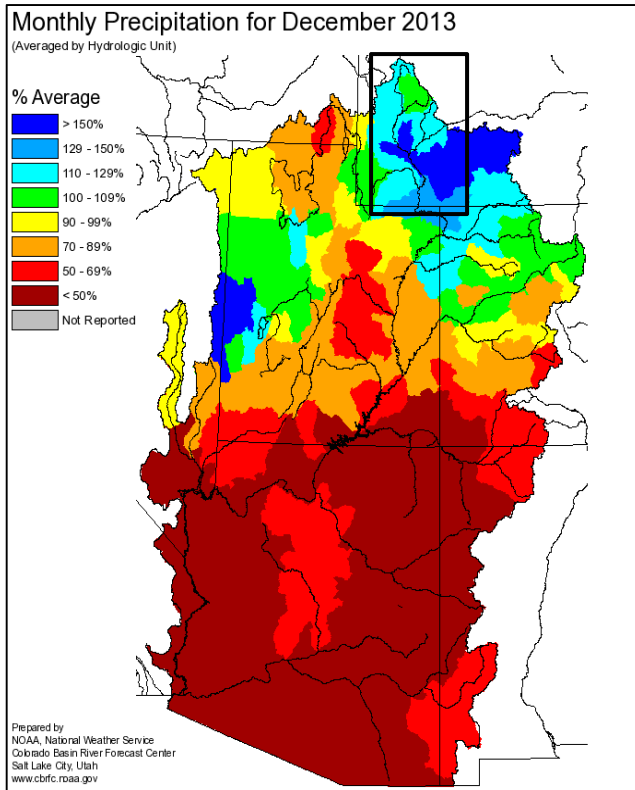 Monthly Precipitation for December 2013
(Averaged by Hydrologic Unit)
% Average
> 150%
129 - 150%
110 - 129%
100 - 109%
90 - 99%
70 - 89%
50 - 69%
< 50%
Not Reported
Prepared by
NOAA, National Weather Service
Colorado Basin River Forecast Center
Salt Lake City, Utah
www.cbrfc.noaa.gov